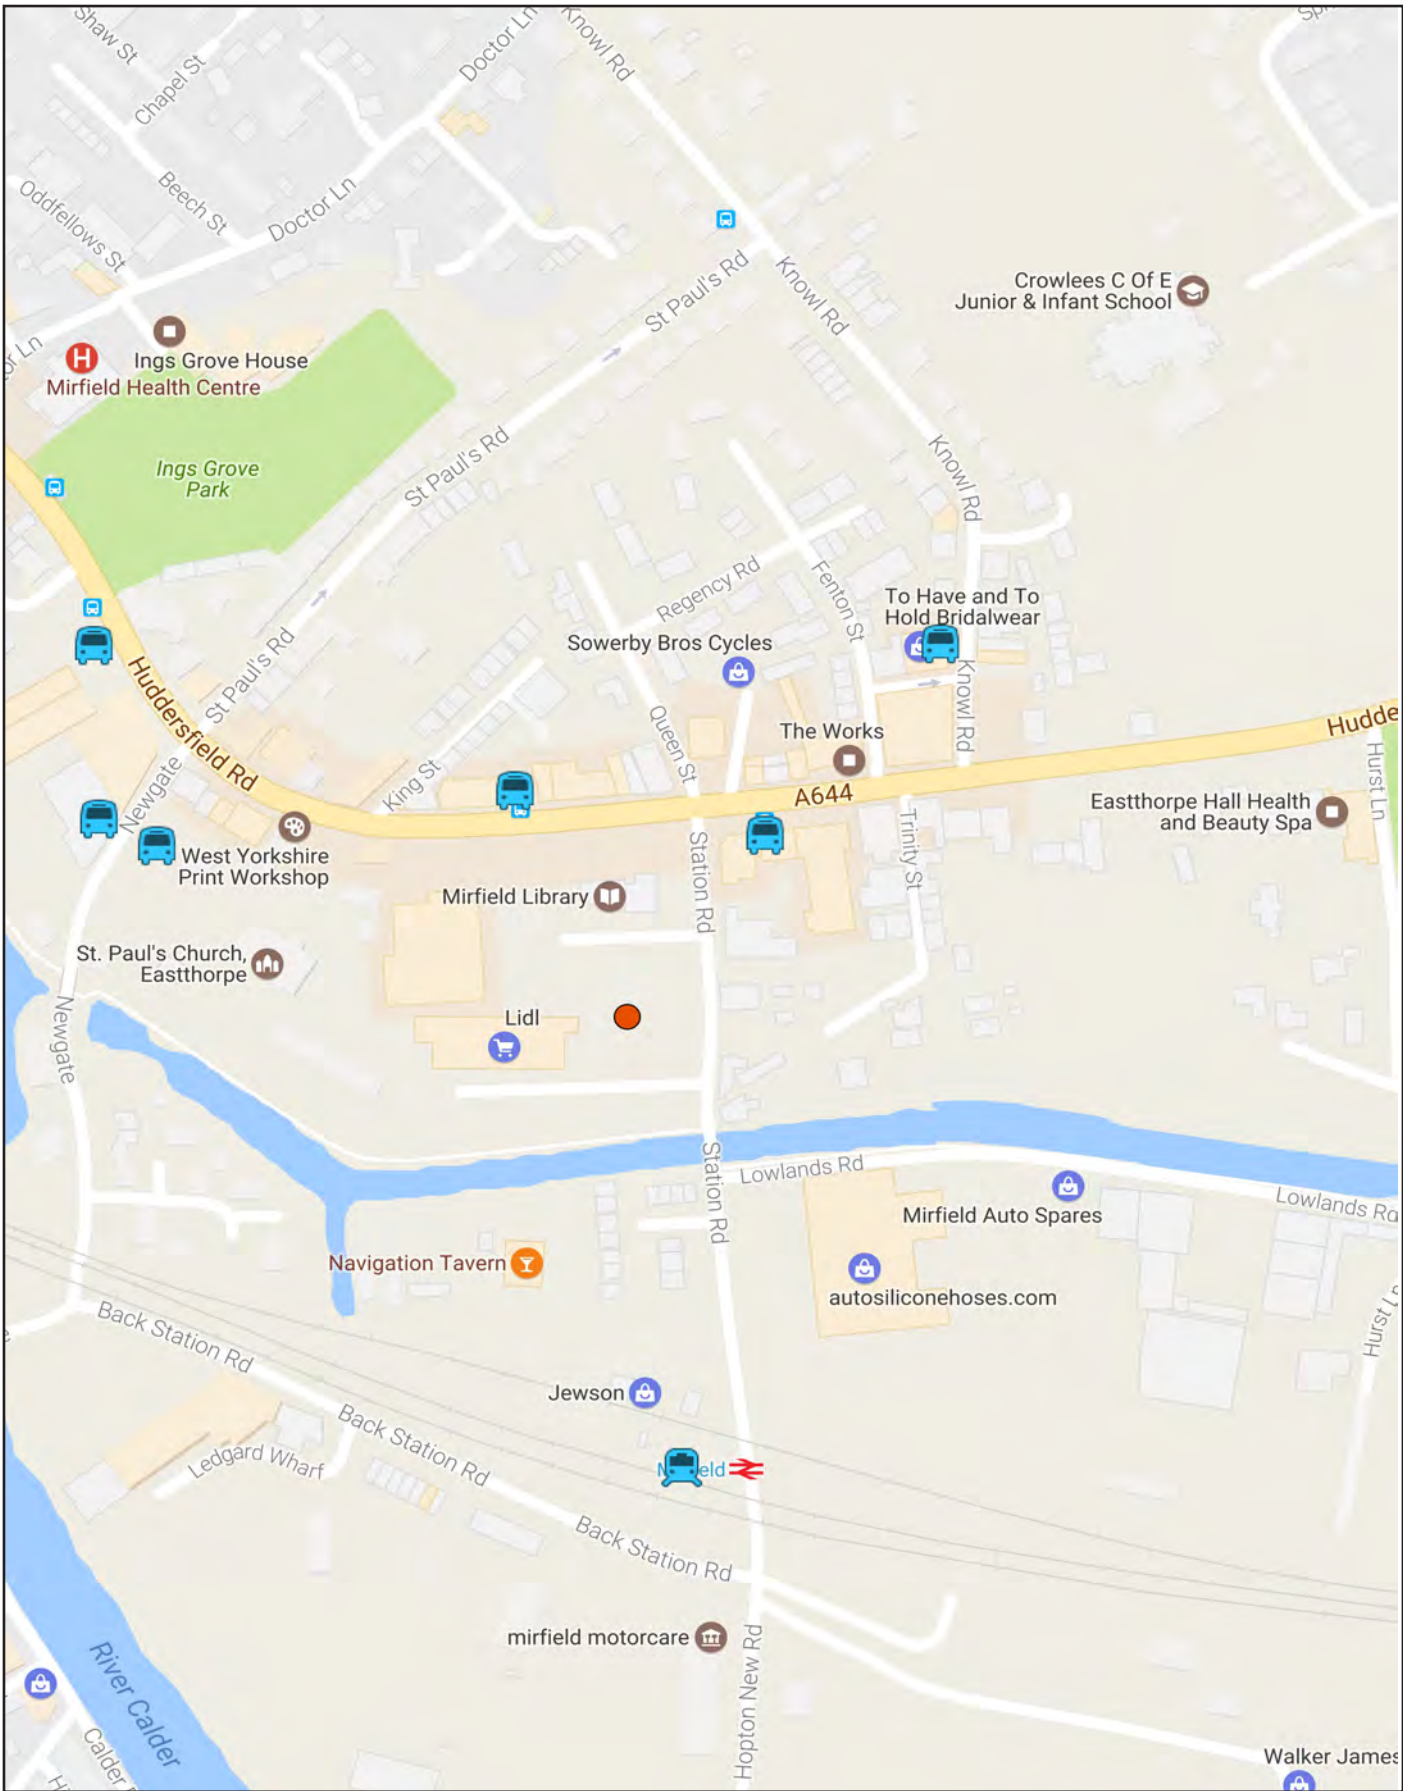 Shaw St
Chapel St
Doctor Ln
Knowl Rd
Beech St
Oddfellows St
Doctor Ln
St Paul's Rd
Knowl Rd
Crowlees C Of E
Junior & Infant School
H
Ings Grove House
Mirfield Health Centre
Ings Grove
Park
St Paul's Rd
Knowl Rd
Regency Rd
Fenton St
To Have and To
Hold Bridalwear
Sowerby Bros Cycles
St Paul's Rd
Huddersfield Rd
Knowl Rd
Queen St
The Works
Hudde
Hurst Ln
King St
A644
Newgate
Eastthorpe Hall Health
and Beauty Spa
West Yorkshire
Print Workshop
Station Rd
Trinity St
Mirfield Library
St. Paul's Church,
Eastthorpe
Newgate
Lidl
Station Rd
Lowlands Rd
Lowlands Rd
Mirfield Auto Spares
Navigation Tavern
autosiliconehoses.com
Hurst Ln
Back Station Rd
Jewson
Back Station Rd
Ledgard Wharf
Back Station Rd
mirfield motorcare
Hopton New Rd
River Calder
Calder
Walker James